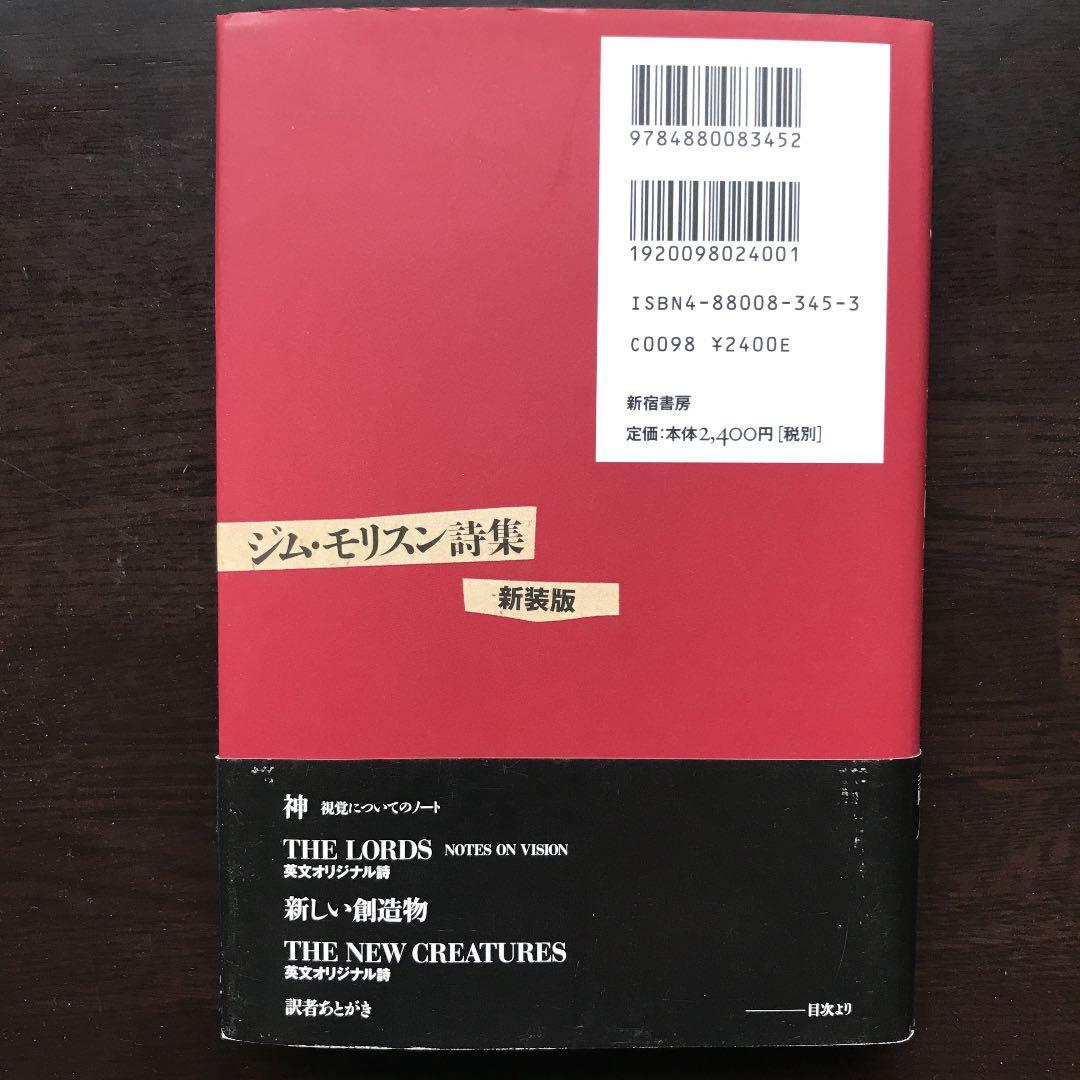 9784880083452
1920098024001
ISBN4-88008-345-3
C0098 ¥2400E
新宿書房
定価:本体2,400円[税別]
ジム・モリスン詩集
新装版
神 視覚についてのノート
THE LORDS NOTES ON VISION
英文オリジナル詩
新しい創造物
THE NEW CREATURES
英文オリジナル詩
訳者あとがき
———目次より